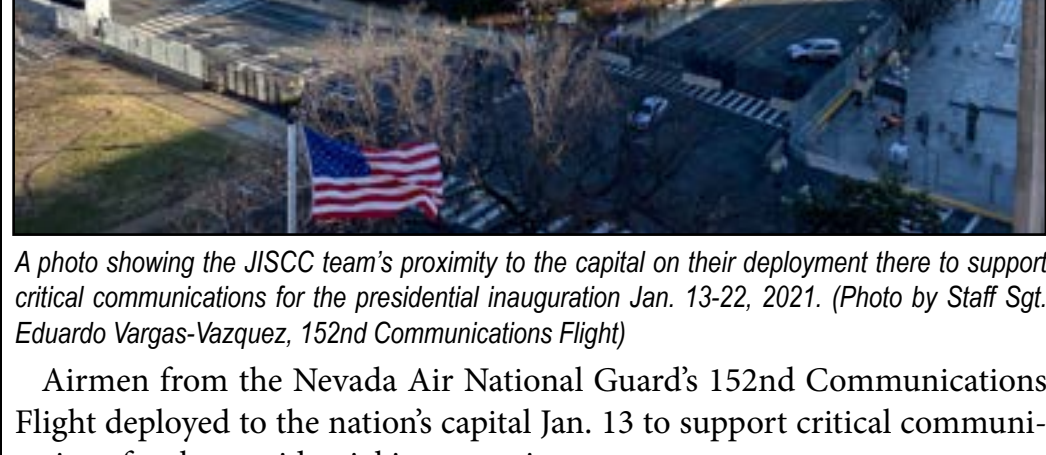 A photo showing the JISCC team's proximity to the capital on their deployment there to support
critical communications for the presidential inauguration Jan. 13-22, 2021. (Photo by Staff Sgt.
Eduardo Vargas-Vazquez, 152nd Communications Flight)
Airmen from the Nevada Air National Guard's 152nd Communications
Flight deployed to the nation's capital Jan. 13 to support critical communi-